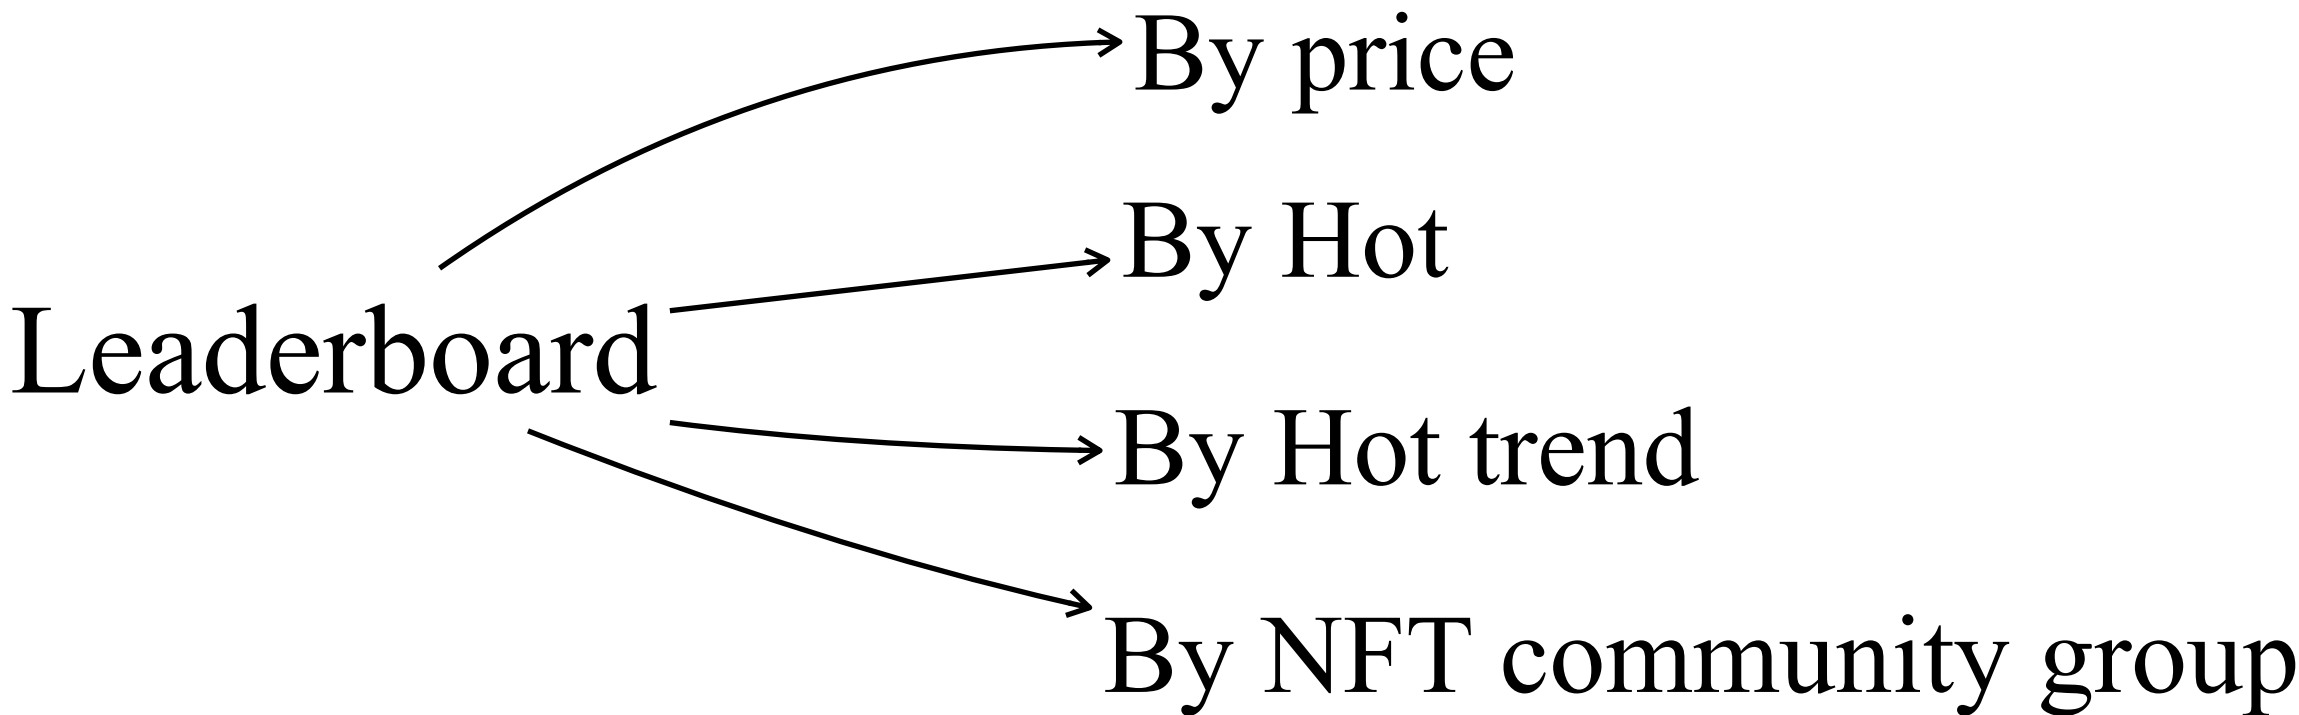 By price
By Hot
Leaderboard
By Hot trend
By NFT community group